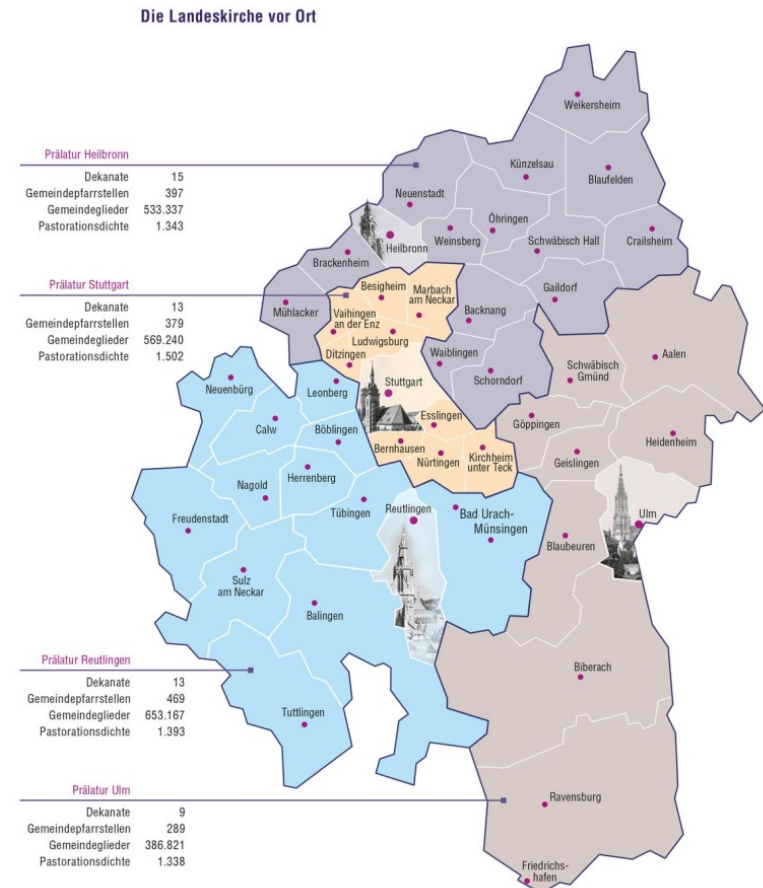 Die Landeskirche vor Ort
Prälatur Heilbronn
Dekanate 15
Gemeindepfarrstellen 397
Gemeindeglieder 533.337
Pastorationsdichte 1.343
Prälatur Stuttgart
Dekanate 13
Gemeindepfarrstellen 379
Gemeindeglieder 569.240
Pastorationsdichte 1.502
Prälatur Reutlingen
Dekanate 13
Gemeindepfarrstellen 469
Gemeindeglieder 653.167
Pastorationsdichte 1.393
Prälatur Ulm
Dekanate 9
Gemeindepfarrstellen 289
Gemeindeglieder 386.821
Pastorationsdichte 1.338
Weikersheim
Künzelsau
Blaufelden
Neuenstadt
Öhringen
Weinsberg
Heilbronn
Schwäbisch Hall
Crailsheim
Brackenheim
Gaildorf
Mühlacker
Backnang
Waiblingen
Schorndorf
Besigheim
Marbach
am Neckar
Vaihingen
an der Enz
Ludwigsburg
Ditzingen
Stuttgart
Esslingen
Bernhausen
Nürtingen
Kirchheim
unter Teck
Aalen
Schwäbisch
Gmünd
Göppingen
Heidenheim
Geislingen
Ulm
Blaubeuren
Biberach
Ravensburg
Friedrichs-
hafen
Neuenbürg
Leonberg
Calw
Böblingen
Herrenberg
Nagold
Tübingen
Reutlingen
Bad Urach-
Münsingen
Freudenstadt
Sulz
am Neckar
Balingen
Tuttlingen